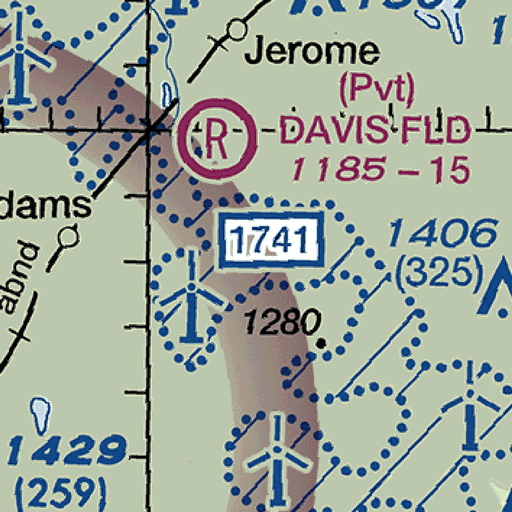 Jerome
(Pvt)
R
DAVIS FLD
1185 – 15
dams
1741
1406
(325)
abnd
1280
1429
(259)